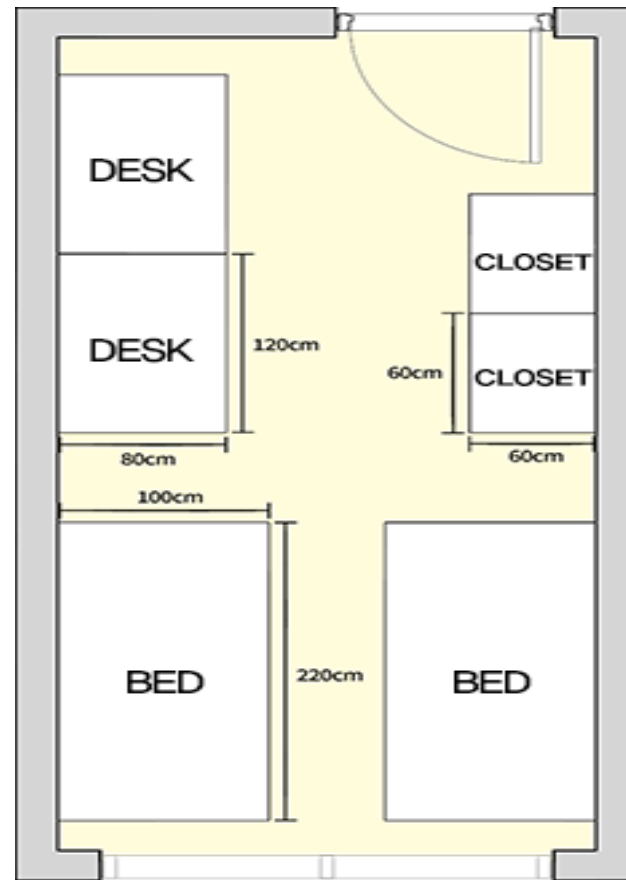 DESK
CLOSET
DESK
120cm
60cm
CLOSET
80cm
60cm
100cm
BED
220cm
BED